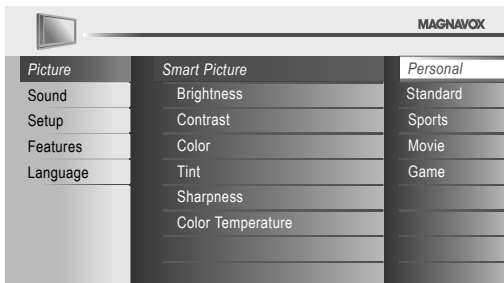 MAGNAVOX
Picture
Sound
Setup
Features
Language
Smart Picture
Brightness
Contrast
Color
Tint
Sharpness
Color Temperature
Personal
Standard
Sports
Movie
Game